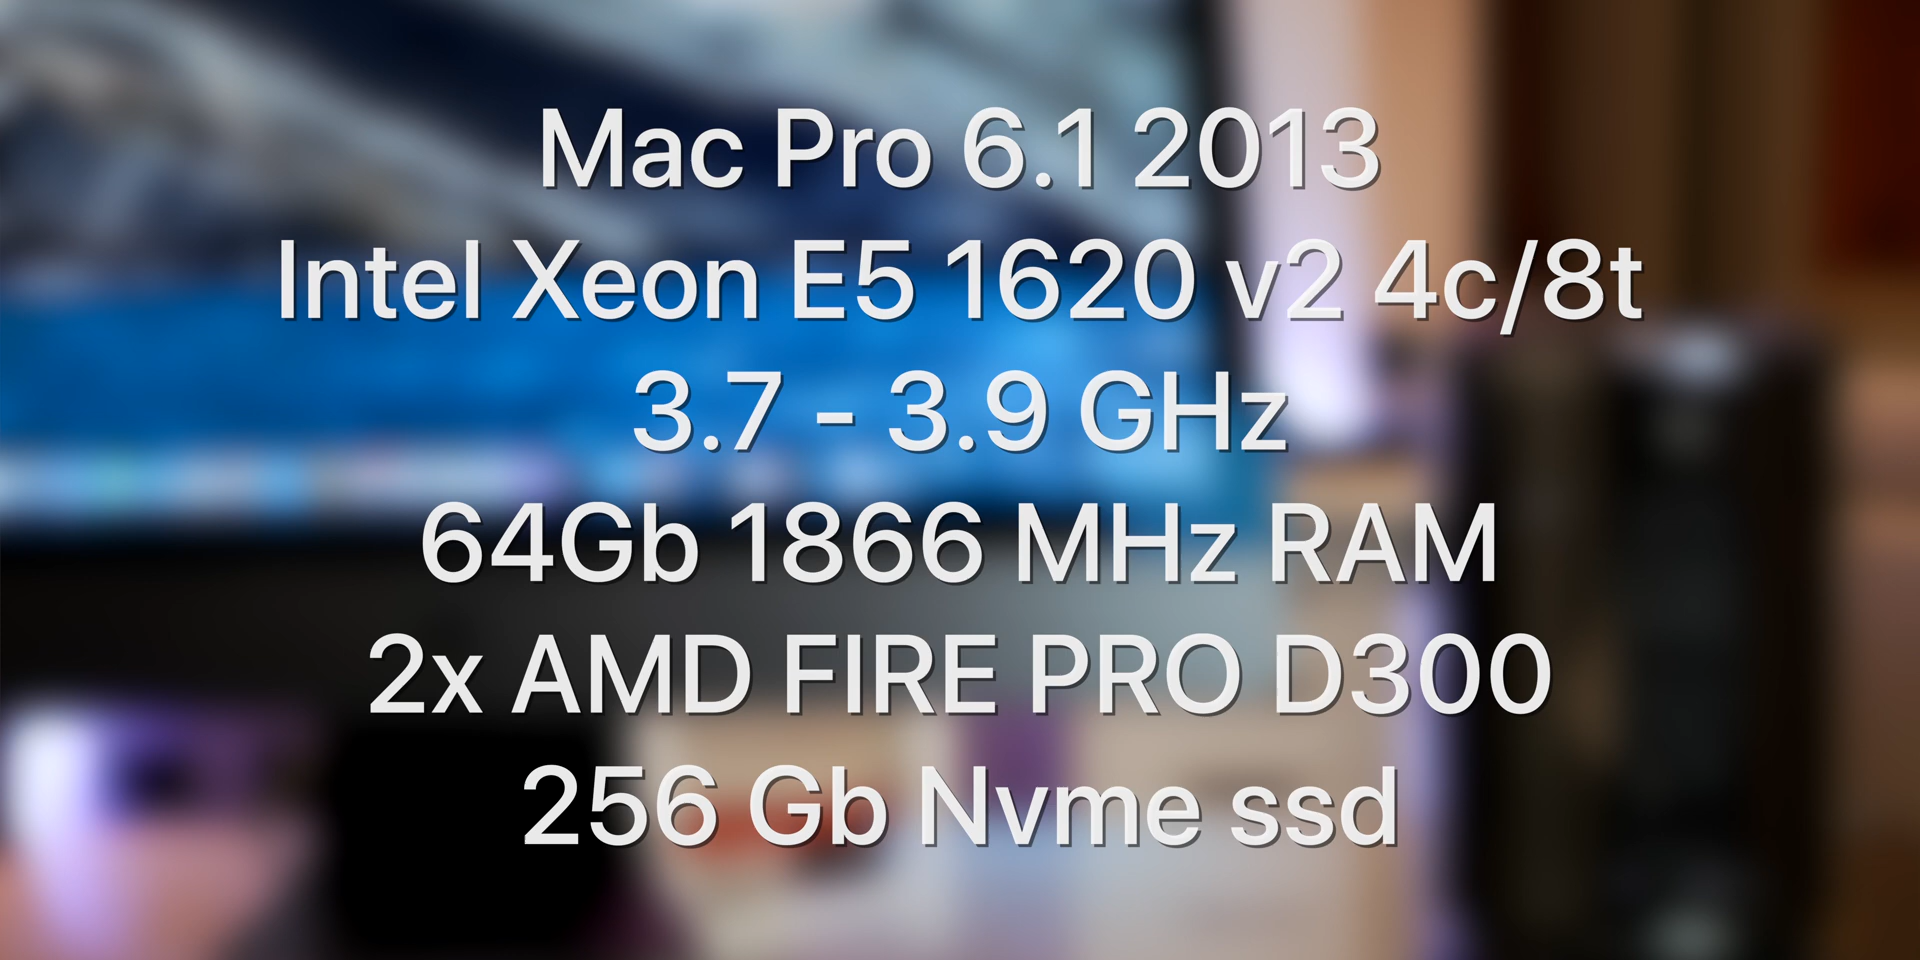 Mac Pro 6.1 2013
Intel Xeon E5 1620 v2 4c/8t
3.7 - 3.9 GHz
64Gb 1866 MHz RAM
2x AMD FIRE PRO D300
256 Gb Nvme ssd